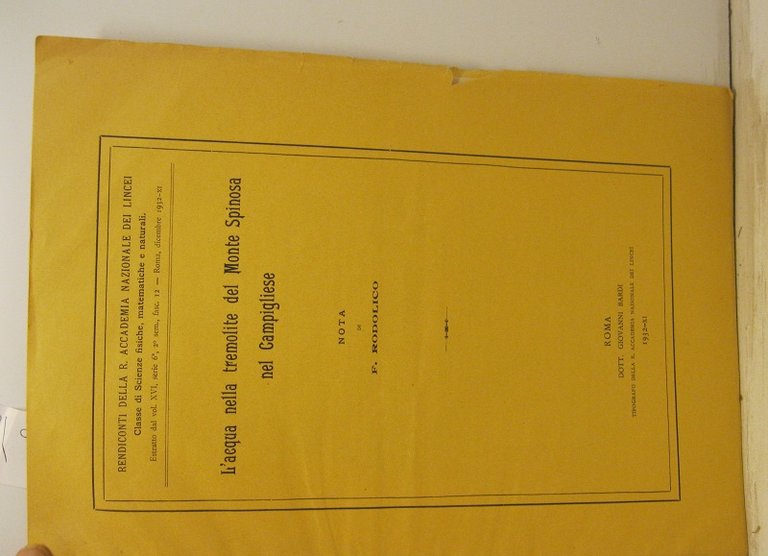 RENDICONTI DELLA R. ACCADEMIA NAZIONALE DEI LINCEI
Classe di Scienze fisiche, matematiche e naturali.
Estratto dal vol. XVI, serie 6ª, 2º sem., fasc. 12 — Roma, dicembre 1932-XI
L'acqua nella tremolite del Monte Spinosa
nel Campigliese
NOTA
DI
F. RODOLICO
ROMA
DOTT. GIOVANNI BARDI
TIPOGRAFO DELLA R. ACCADEMIA NAZIONALE DEI LINCEI
1932-XI